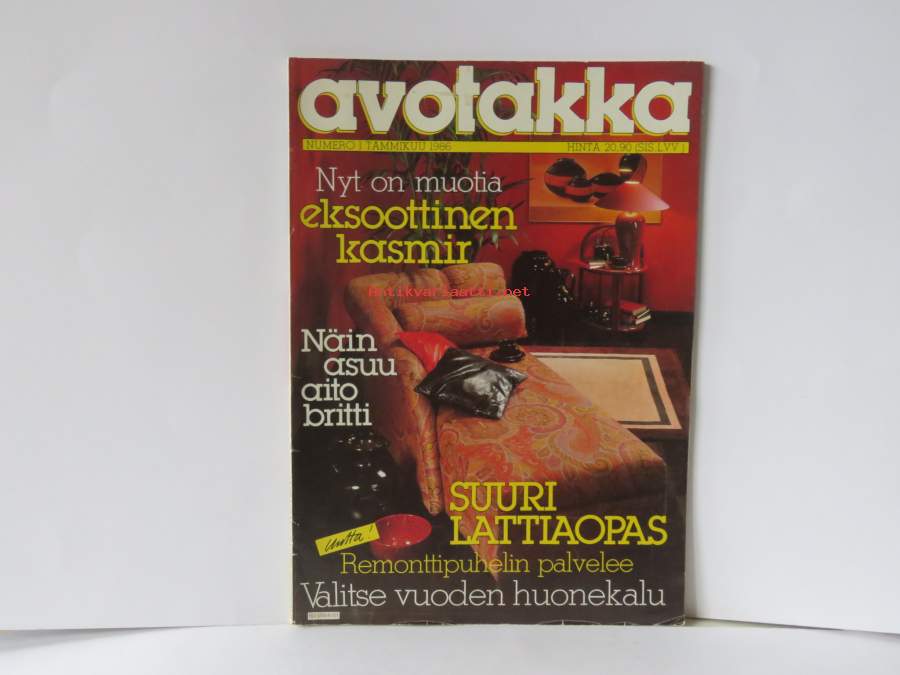 avotakka
NUMERO 1 TAMMIKUU 1986 HINTA 20,90 (SIS.LVV.)
Nyt on muotia
eksoottinen
kasmir
Antikvariaatti.net
Näin
asuu
aito
britti
SUURI
LATTIAOPAS
Uutta!
Remonttipuhelin palvelee
Valitse vuoden huonekalu